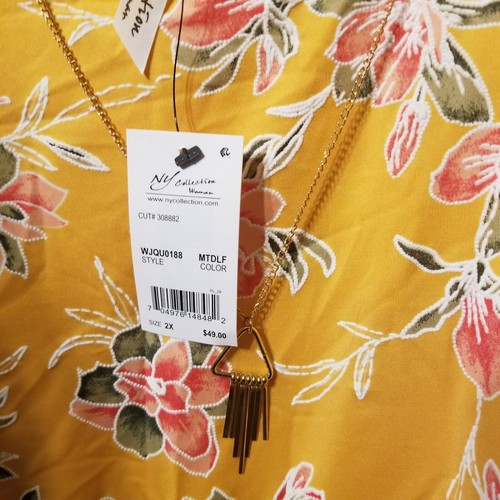 ction
NY Collection
Woman
www.nycollection.com
CUT# 308882
WJQU0188 MTDLF
STYLE COLOR
7 04976 14848 2
SIZE 2X $49.00